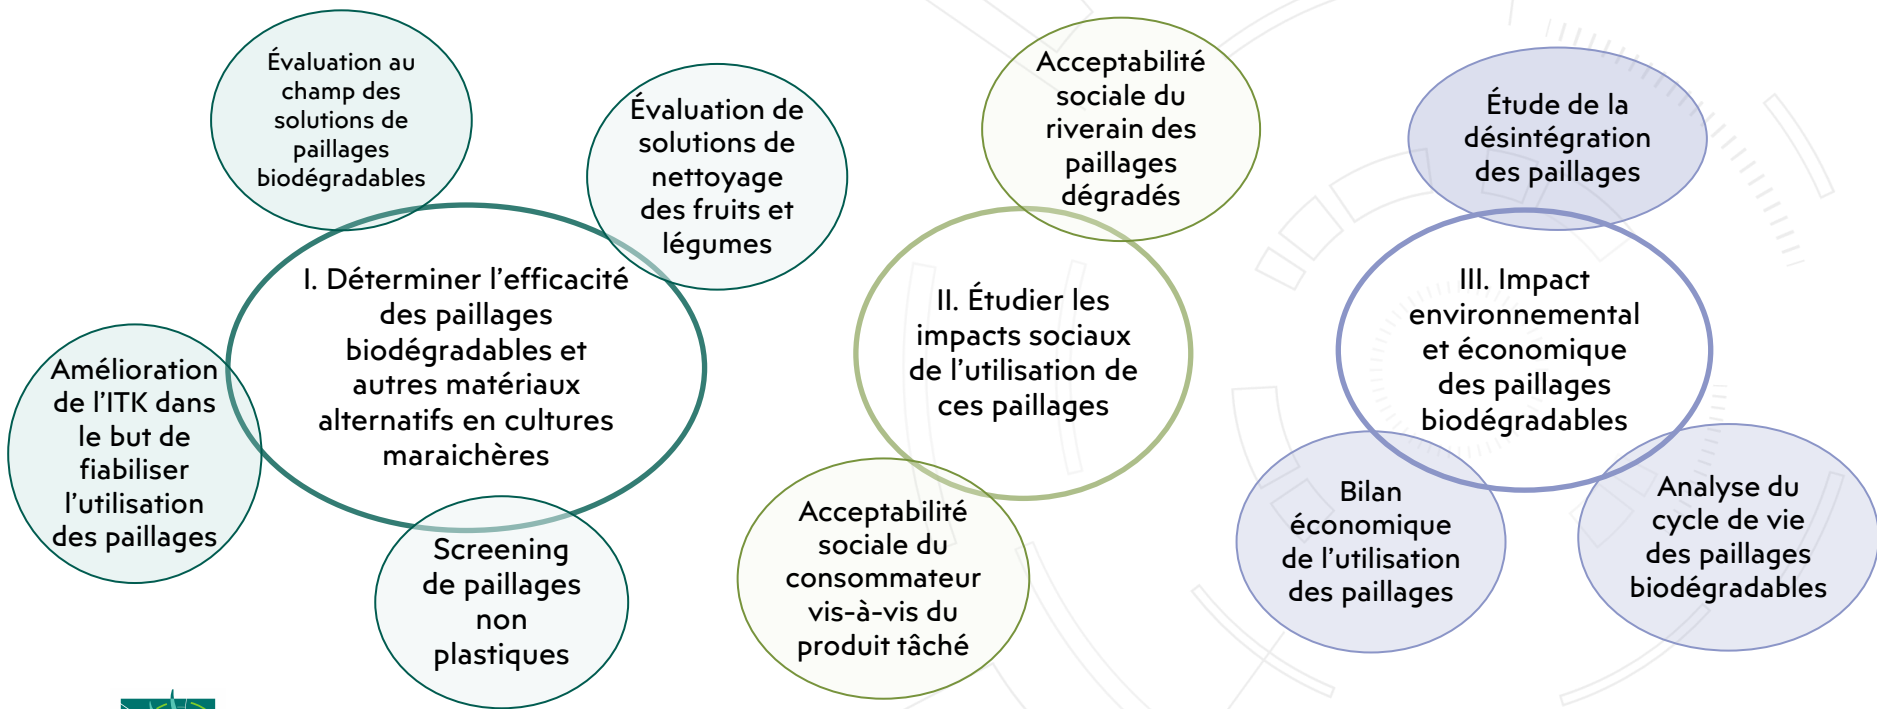 Évaluation au
champ des
solutions de
paillages
biodégradables
Évaluation de
solutions de
nettoyage
des fruits et
légumes
I. Déterminer l'efficacité
des paillages
biodégradables et
autres matériaux
alternatifs en cultures
maraichères
Amélioration
de l'ITK dans
le but de
fiabiliser
l'utilisation
des paillages
Screening
de paillages
non
plastiques
Acceptabilité
sociale du
riverain des
paillages
dégradés
II. Étudier les
impacts sociaux
de l'utilisation de
ces paillages
Acceptabilité
sociale du
consommateur
vis-à-vis du
produit tâché
Étude de la
désintégration
des paillages
III. Impact
environnemental
et économique
des paillages
biodégradables
Bilan
économique
de l'utilisation
des paillages
Analyse du
cycle de vie
des paillages
biodégradables